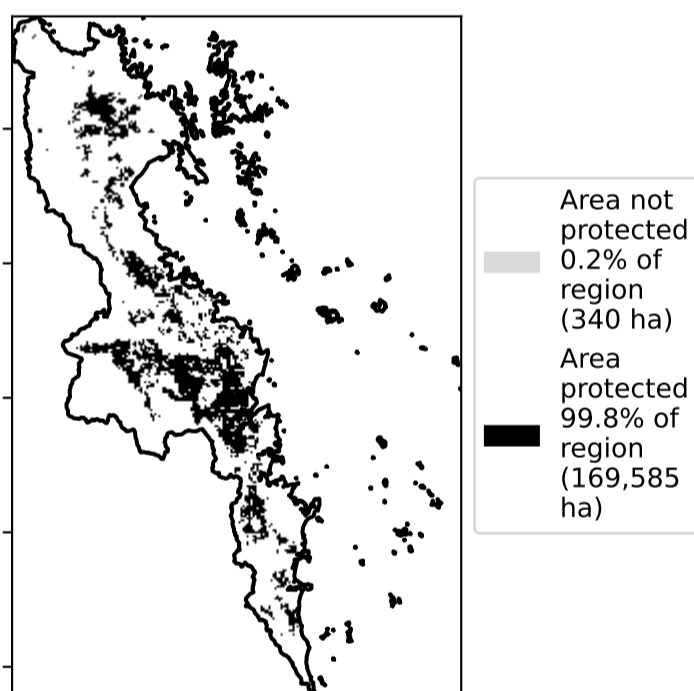 Area not
protected
0.2% of
region
(340 ha)
Area
protected
99.8% of
region
(169,585
ha)